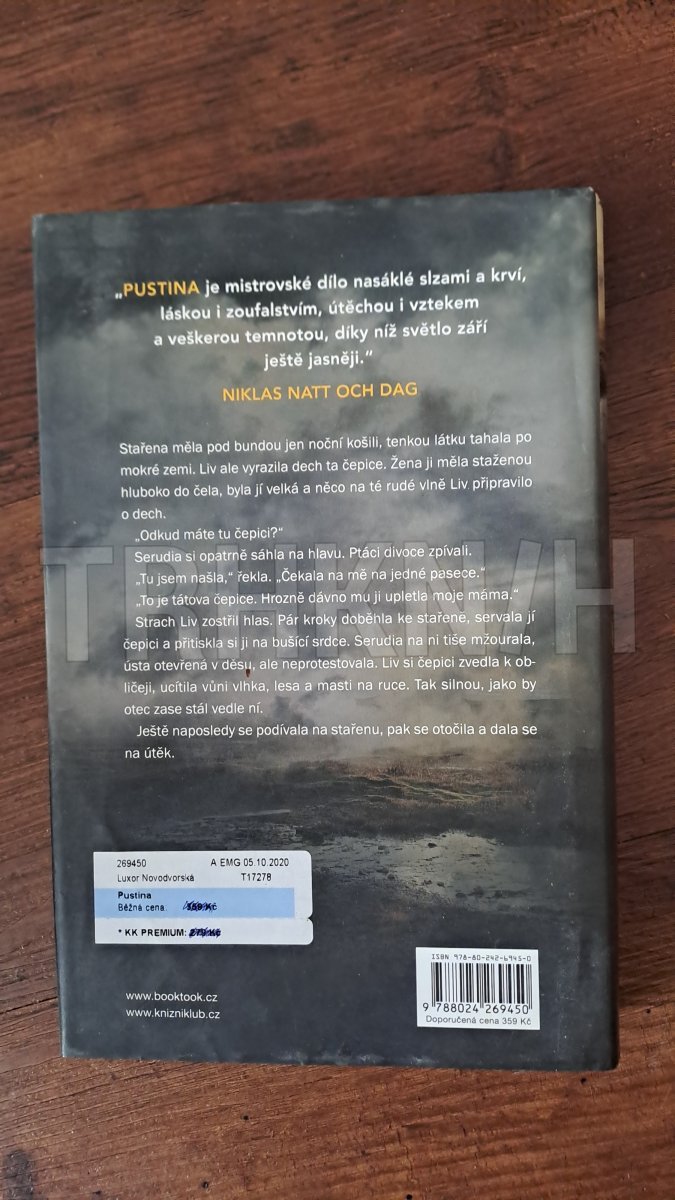 „PUSTINA je mistrovské dílo nasáklé slzami a krví,
láskou i zoufalstvím, útěchou i vztekem
a veškerou temnotou, díky níž světlo září
ještě jasněji.“
NIKLAS NATT OCH DAG
Stařena měla pod bundou jen noční košili, tenkou látku tahala po
mokré zemi. Liv ale vyrazila dech ta čepice. Žena ji měla staženou
hluboko do čela, byla jí velká a něco na té rudé vlně Liv připravilo
o dech.
„Odkud máte tu čepici?“
Serudia si opatrně sáhla na hlavu. Ptáci divoce zpívali.
„Tu jsem našla,“ řekla. „Čekala na mě na jedné pasece.“
„To je tátova čepice. Hrozně dávno mu ji upletla moje máma.“
Strach Liv zostřil hlas. Pár kroky doběhla ke stařeně, servala jí
čepici a přitiskla si ji na bušící srdce. Serudia na ni tiše mžourala,
ústa otevřená v děsu, ale neprotestovala. Liv si čepici zvedla k ob-
ličeji, ucítila vůni vlhka, lesa a masti na ruce. Tak silnou, jako by
otec zase stál vedle ní.
Ještě naposledy se podívala na stařenu, pak se otočila a dala se
na útěk.
269450 A EMG 05.10.2020
Luxor Novodvorská T17278
Pustina
Běžná cena: 359 Kč
* KK PREMIUM: 279 Kč
ISBN 978-80-242-6945-0
9 788024 269450
Doporučená cena 359 Kč
www.booktook.cz
www.knizniklub.cz